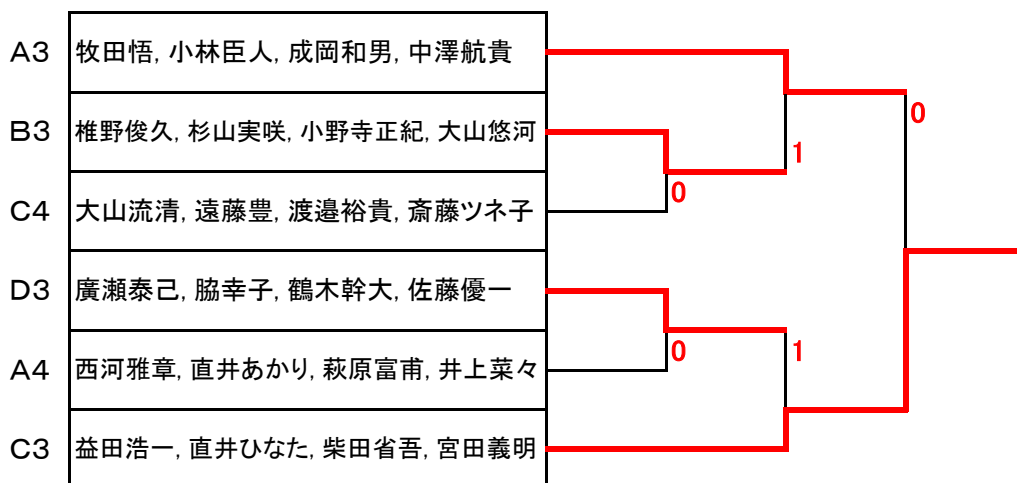 A3 牧田悟, 小林臣人, 成岡和男, 中澤航貴
0
B3 椎野俊久, 杉山実咲, 小野寺正紀, 大山悠河
1
0
C4 大山流清, 遠藤豊, 渡邉裕貴, 斎藤ツネ子
D3 廣瀬泰己, 脇幸子, 鶴木幹大, 佐藤優一
0
1
A4 西河雅章, 直井あかり, 萩原富甫, 井上菜々
C3 益田浩一, 直井ひなた, 柴田省吾, 宮田義明